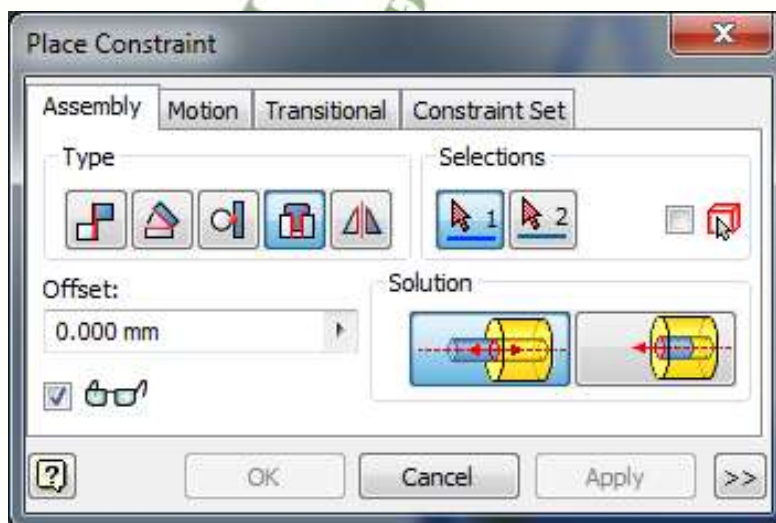 Place Constraint
Assembly Motion Transitional Constraint Set
Type Selections
1 2
Offset: Solution
0.000 mm
OK Cancel Apply >>